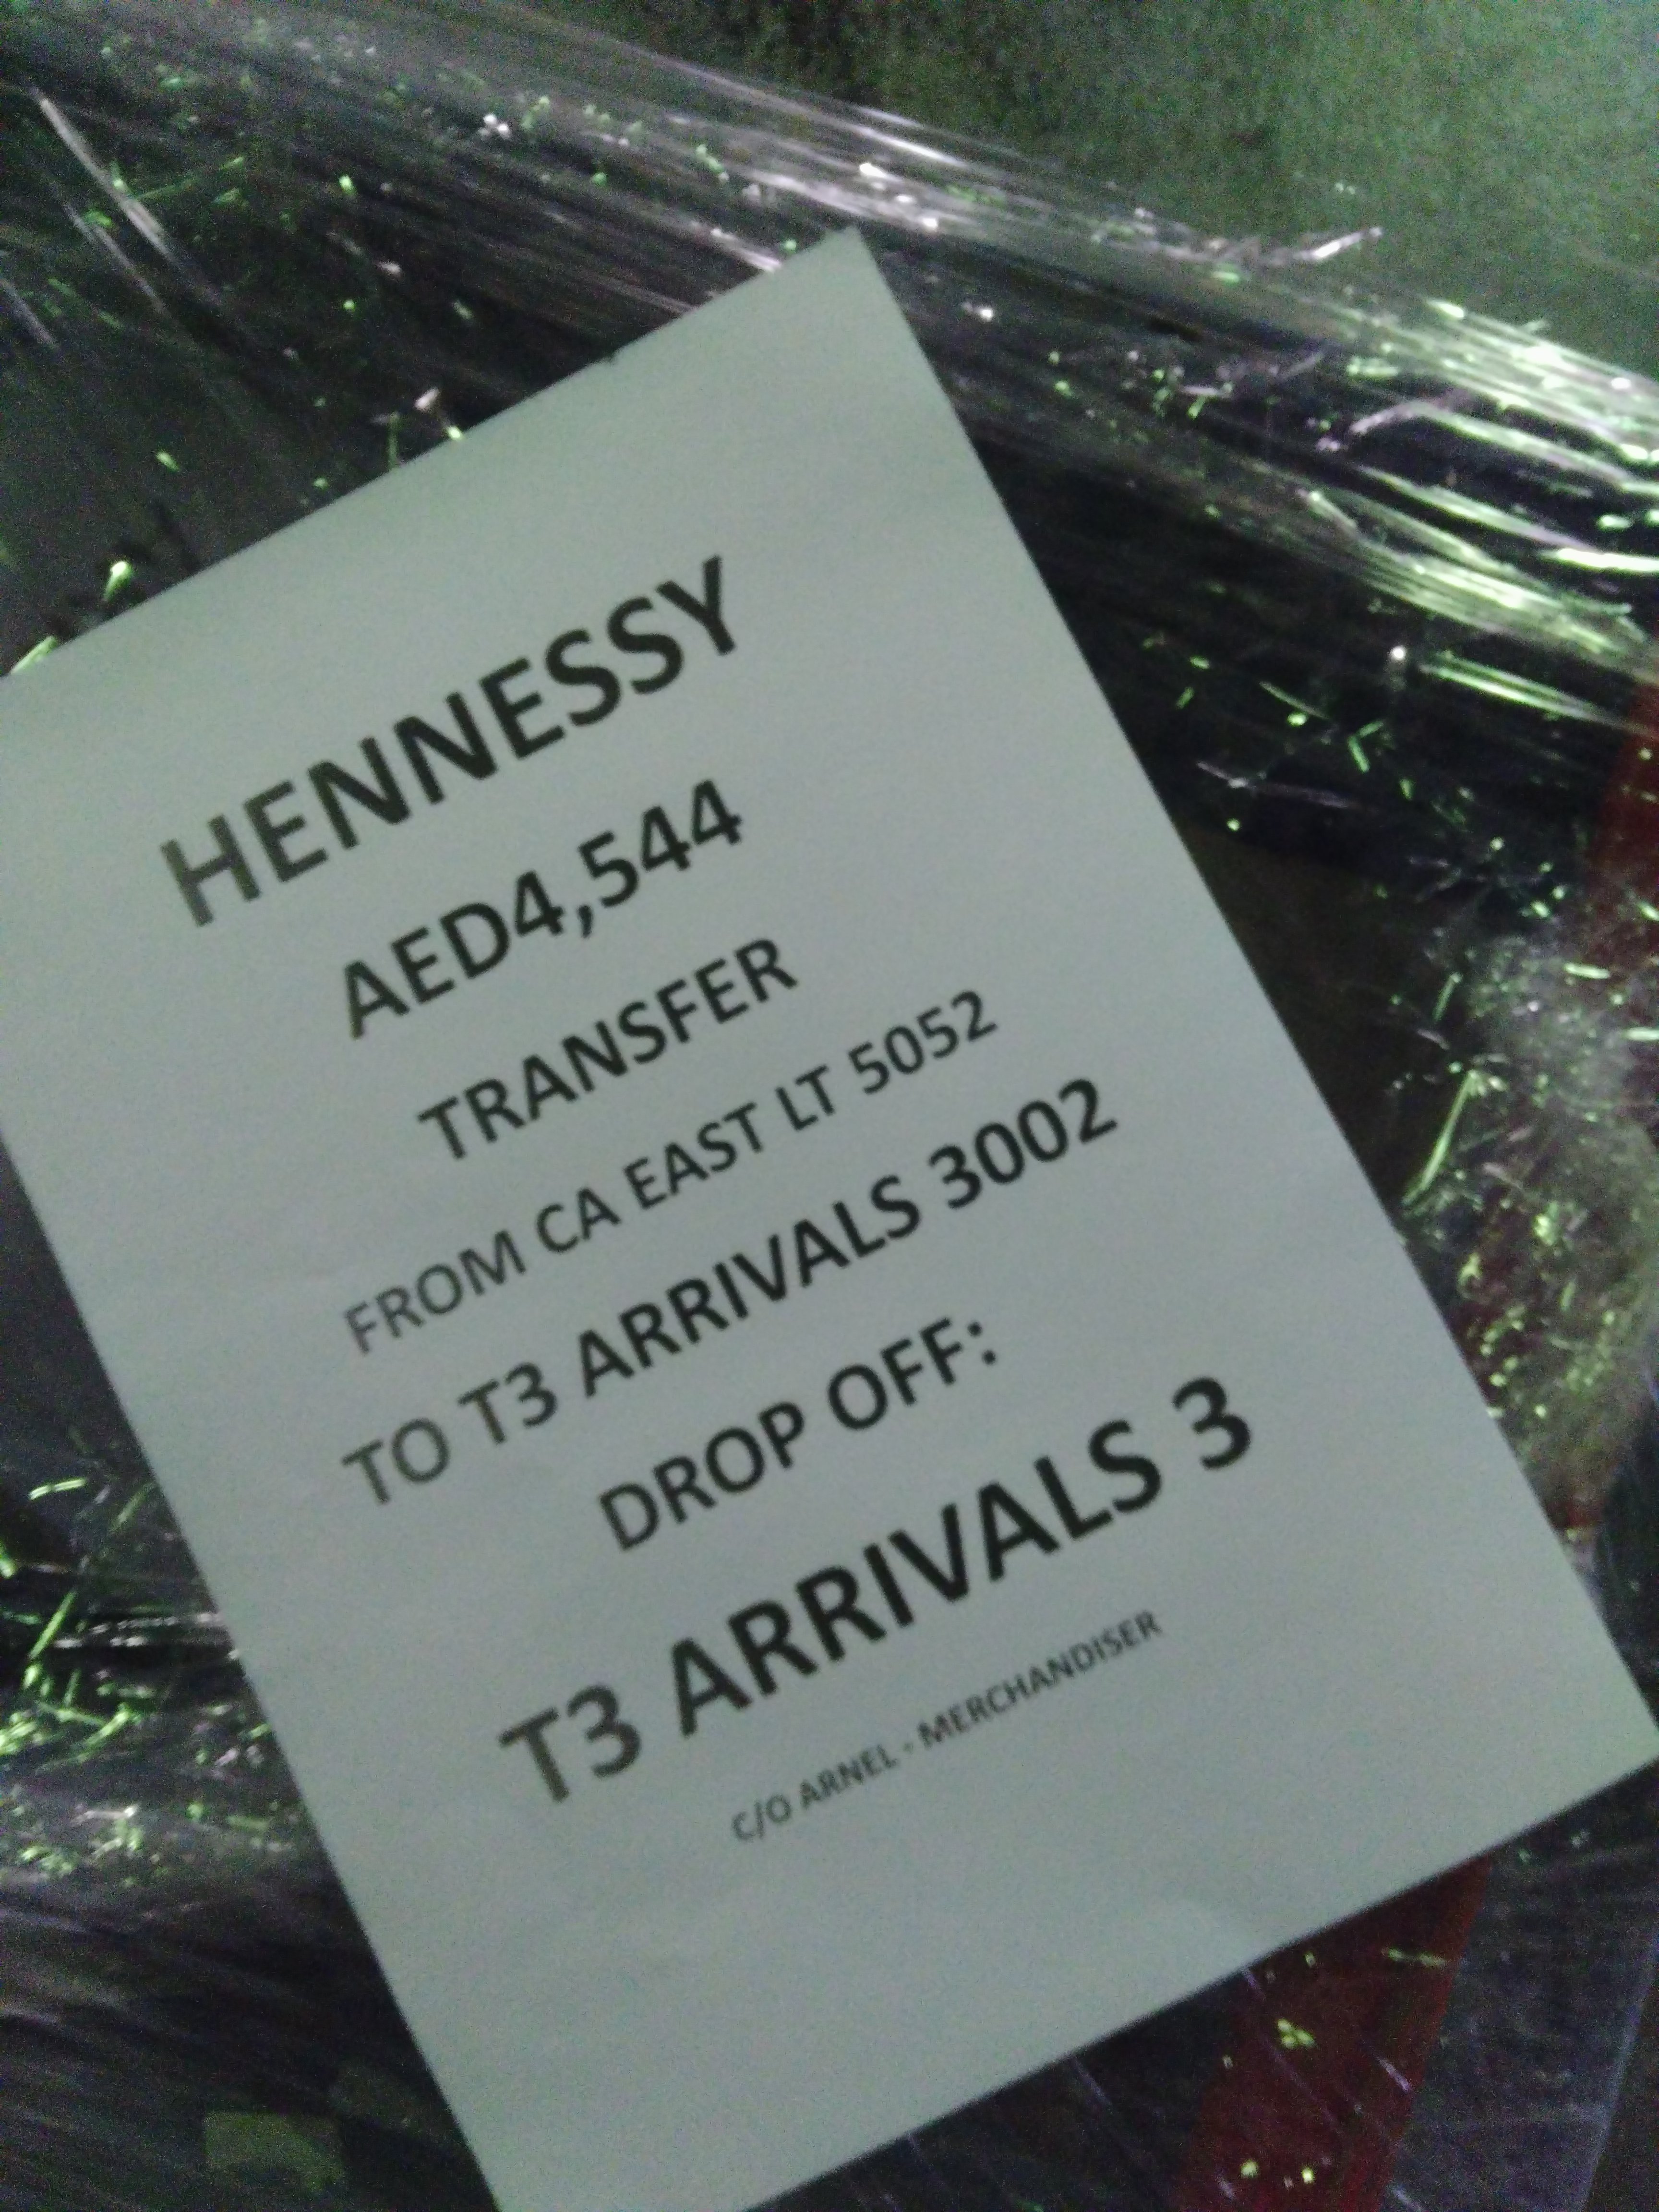 HENNESSY
AED4,544
TRANSFER
FROM CA EAST LT 5052
TO T3 ARRIVALS 3002
DROP OFF:
T3 ARRIVALS 3
c/O ARNEL - MERCHANDISER